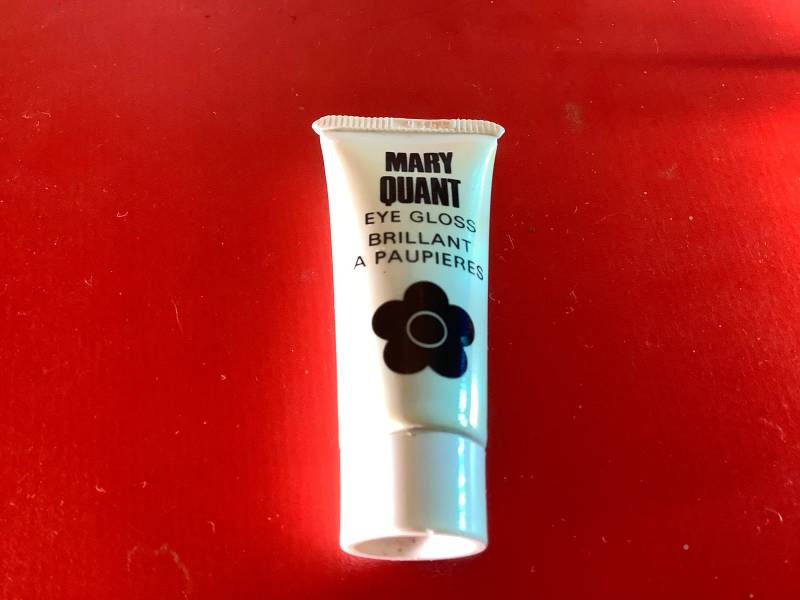 MARY
QUANT
EYE GLOSS
BRILLANT
A PAUPIERES